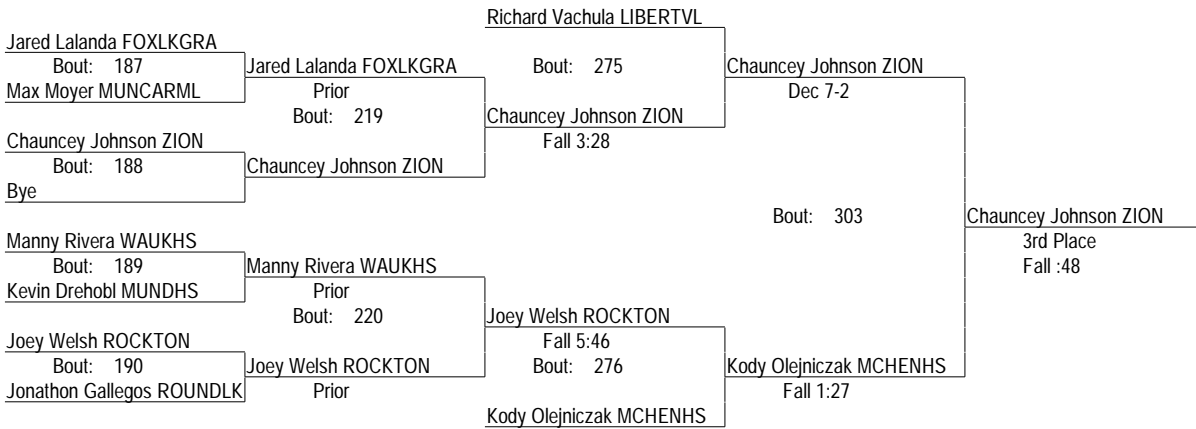 Richard Vachula LIBERTVL
Jared Lalanda FOXLKGRA
Bout: 187
Jared Lalanda FOXLKGRA
Bout: 275
Chauncey Johnson ZION
Max Moyer MUNCARML
Prior
Dec 7-2
Bout: 219
Chauncey Johnson ZION
Chauncey Johnson ZION
Fall 3:28
Bout: 188
Chauncey Johnson ZION
Bye
Bout: 303
Chauncey Johnson ZION
Manny Rivera WAUKHS
3rd Place
Bout: 189
Manny Rivera WAUKHS
Fall :48
Kevin Drehobl MUNDHS
Prior
Bout: 220
Joey Welsh ROCKTON
Joey Welsh ROCKTON
Fall 5:46
Bout: 190
Joey Welsh ROCKTON
Bout: 276
Kody Olejniczak MCHENHS
Jonathon Gallegos ROUNDLK
Prior
Fall 1:27
Kody Olejniczak MCHENHS